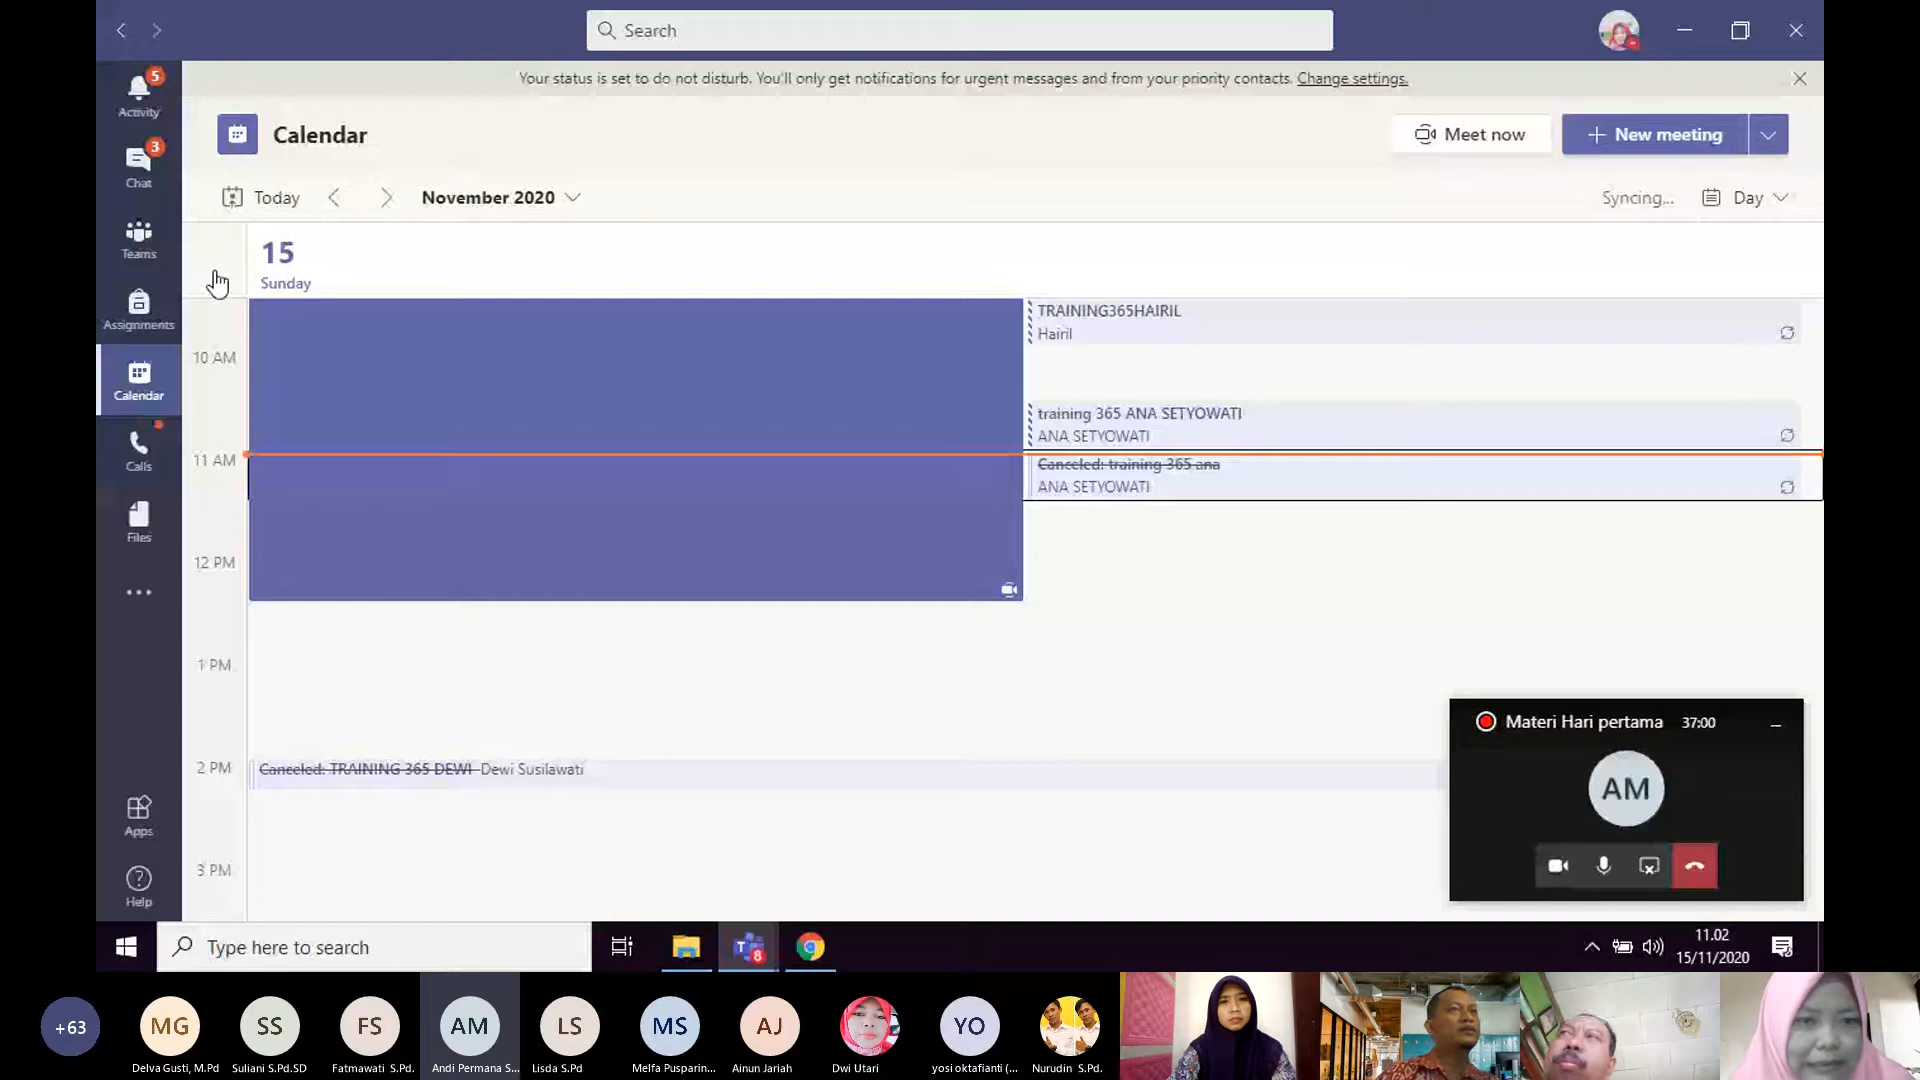 Search
5
Activity
3
Chat
Teams
Assignments
Calendar
Calls
Files
Apps
Help
Your status is set to do not disturb. You'll only get notifications for urgent messages and from your priority contacts. Change settings.
Calendar
Meet now
New meeting
Today
November 2020
Syncing...
Day
15
Sunday
10 AM
11 AM
12 PM
1 PM
2 PM
3 PM
TRAINING365HAIRIL
Hairil
training 365 ANA SETYOWATI
ANA SETYOWATI
Canceled: training 365 ana
ANA SETYOWATI
Canceled: TRAINING 365 DEWI Dewi Susilawati
Materi Hari pertama 37:00
AM
Type here to search
T
8
11.02
15/11/2020
+63
MG
SS
FS
AM
LS
MS
AJ
YO
Delva Gusti, M.Pd
Suliani S.Pd.SD
Fatmawati S.Pd.
Andi Permana S...
Lisda S.Pd
Melfa Pusparin...
Ainun Jariah
Dwi Utari
yosi oktafianti (...
Nurudin S.Pd.